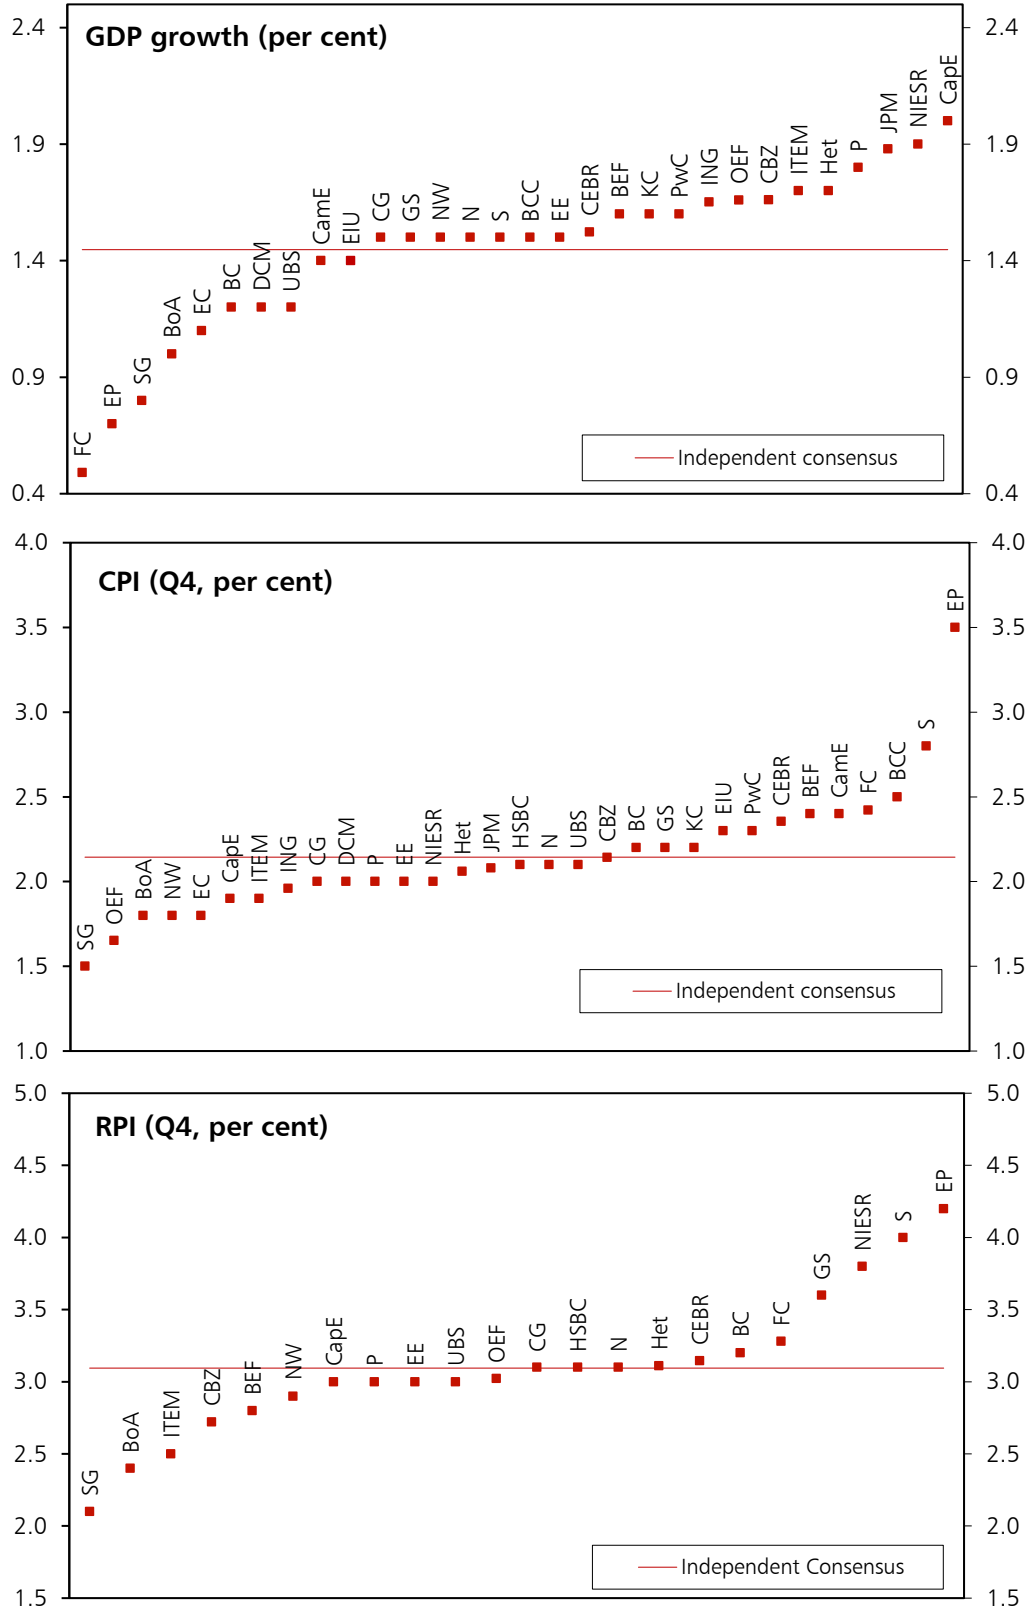 GDP growth (per cent)
2.4 2.4
1.9 1.9
1.4 1.4
0.9 0.9
0.4 0.4
FC EP SG BoA EC BC DCM UBS CamE EIU CG GS NW N S BCC EE CEBR BEF KC PwC ING OEF CBZ ITEM Het P JPM NIESR CapE
Independent consensus
CPI (Q4, per cent)
4.0 4.0
3.5 3.5
3.0 3.0
2.5 2.5
2.0 2.0
1.5 1.5
1.0 1.0
SG OEF BoA NW EC CapE ITEM ING CG DCM P EE NIESR Het JPM HSBC N UBS CBZ BC GS KC EIU PwC CEBR BEF CamE FC BCC S EP
Independent consensus
RPI (Q4, per cent)
5.0 5.0
4.5 4.5
4.0 4.0
3.5 3.5
3.0 3.0
2.5 2.5
2.0 2.0
1.5 1.5
SG BoA ITEM CBZ BEF NW CapE P EE UBS OEF CG HSBC N Het CEBR BC FC GS NIESR S EP
Independent Consensus